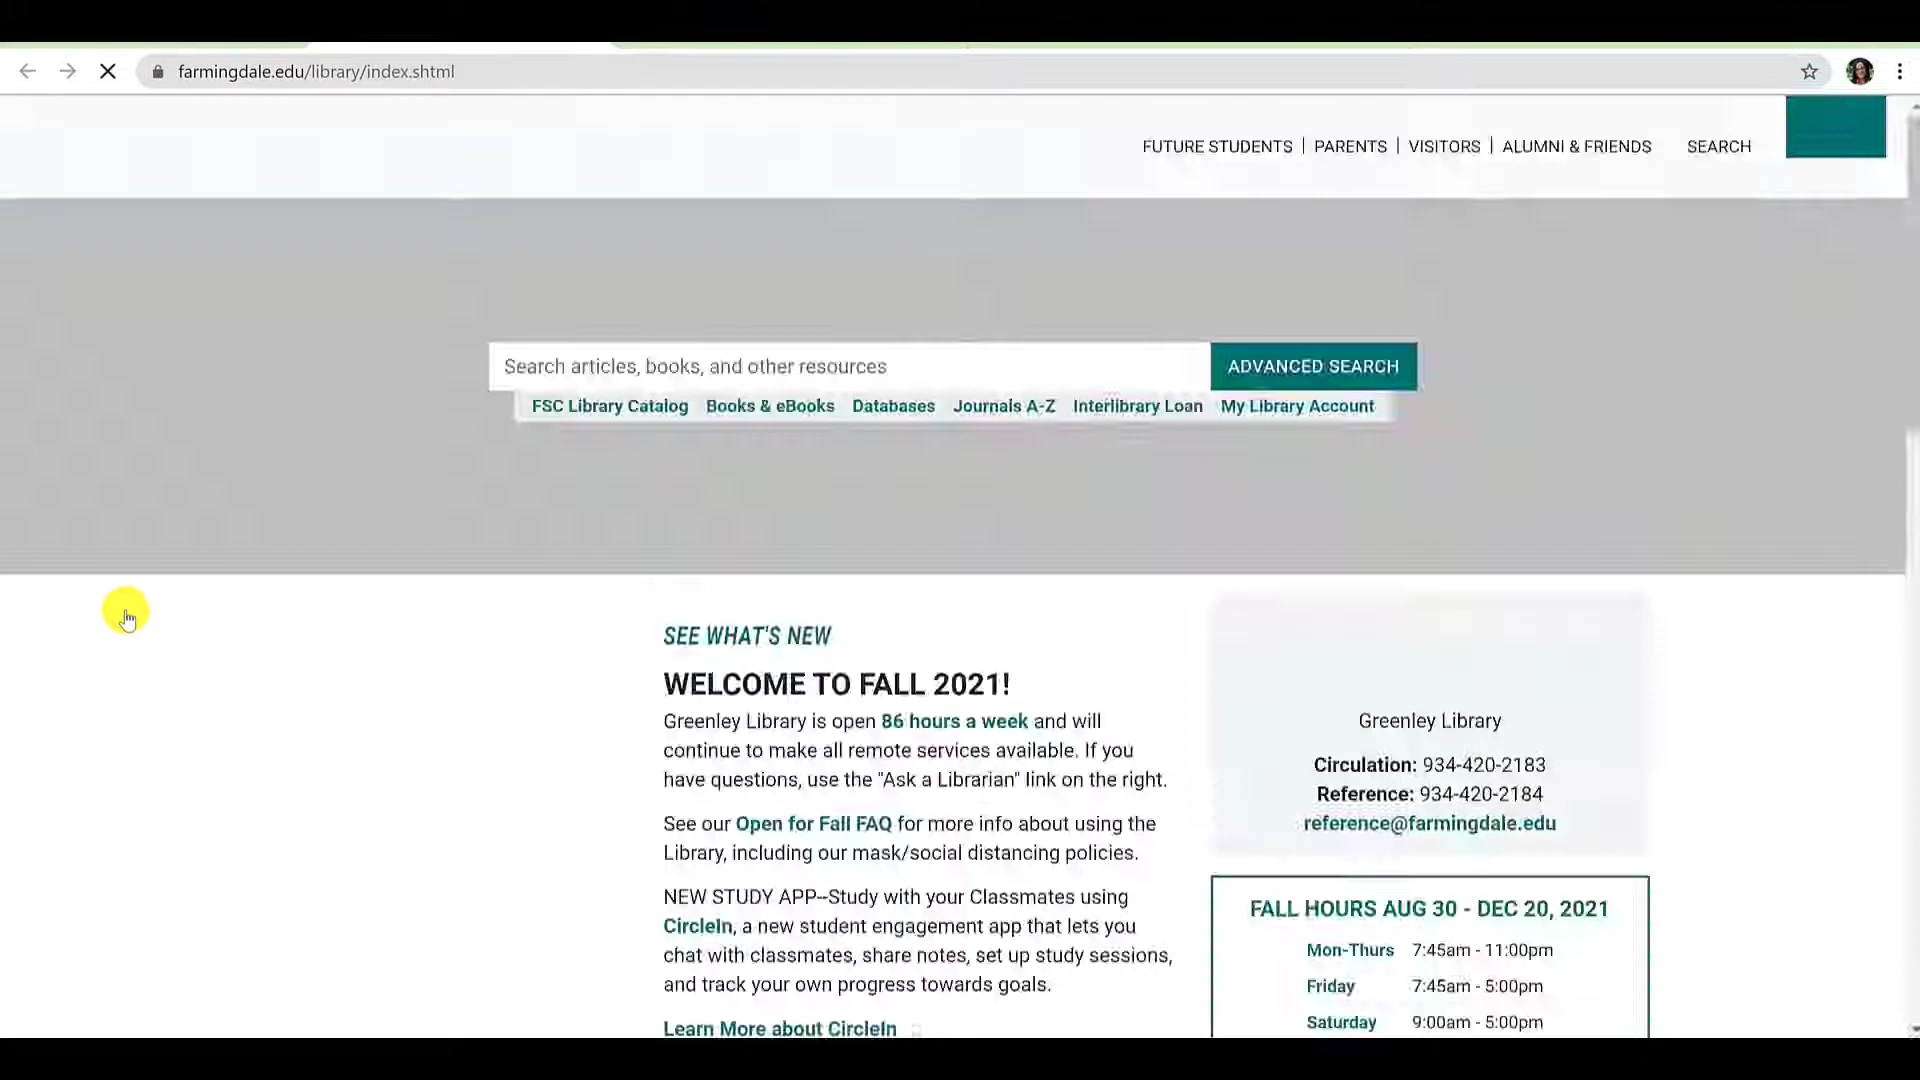 farmingdale.edu/library/index.shtml
FUTURE STUDENTS | PARENTS | VISITORS | ALUMNI & FRIENDS SEARCH
Search articles, books, and other resources ADVANCED SEARCH
FSC Library Catalog Books & eBooks Databases Journals A-Z Interlibrary Loan My Library Account
SEE WHAT'S NEW
WELCOME TO FALL 2021!
Greenley Library is open 86 hours a week and will
continue to make all remote services available. If you
have questions, use the "Ask a Librarian" link on the right.
See our Open for Fall FAQ for more info about using the
Library, including our mask/social distancing policies.
NEW STUDY APP--Study with your Classmates using
CircleIn, a new student engagement app that lets you
chat with classmates, share notes, set up study sessions,
and track your own progress towards goals.
Learn More about CircleIn
Greenley Library
Circulation: 934-420-2183
Reference: 934-420-2184
reference@farmingdale.edu
FALL HOURS AUG 30 - DEC 20, 2021
Mon-Thurs 7:45am - 11:00pm
Friday 7:45am - 5:00pm
Saturday 9:00am - 5:00pm